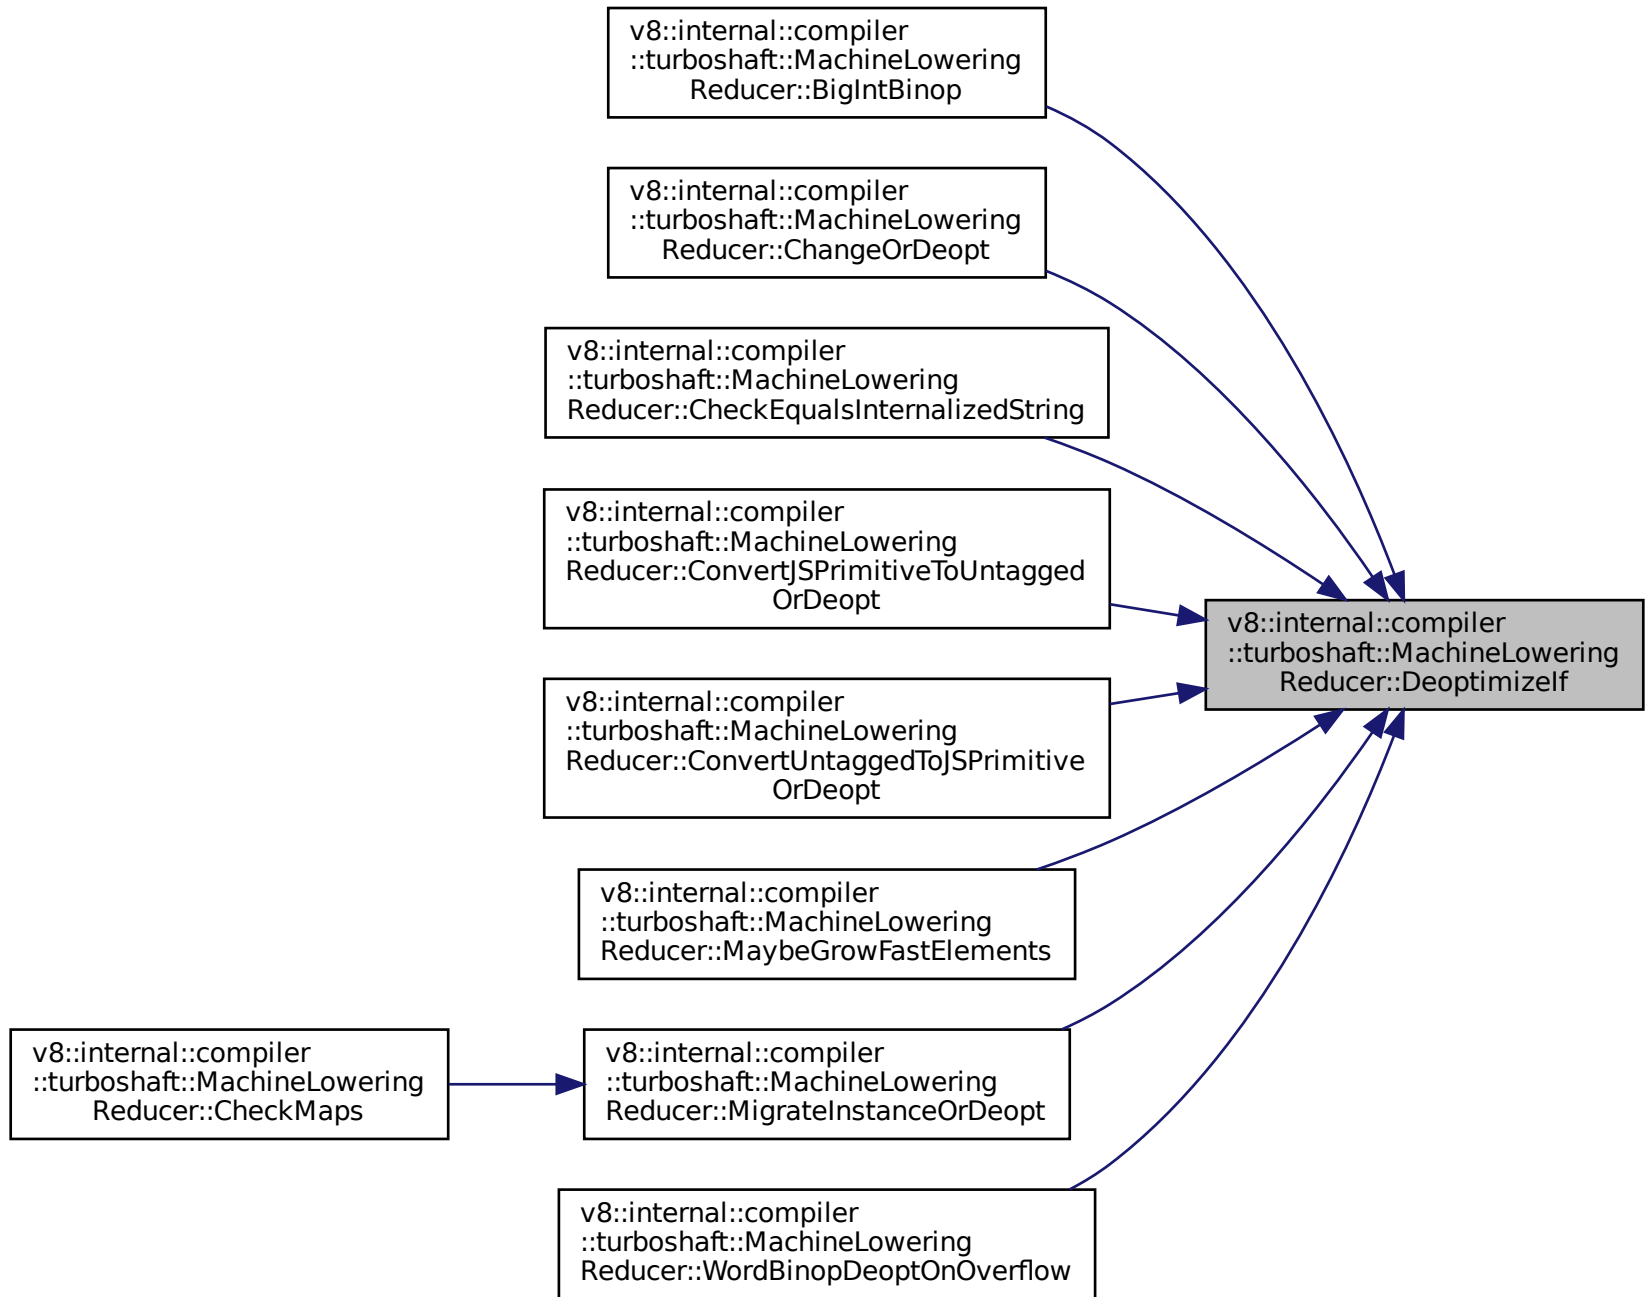 v8::internal::compiler
::turboshaft::MachineLowering
Reducer::BigIntBinop
v8::internal::compiler
::turboshaft::MachineLowering
Reducer::ChangeOrDeopt
v8::internal::compiler
::turboshaft::MachineLowering
Reducer::CheckEqualsInternalizedString
v8::internal::compiler
::turboshaft::MachineLowering
Reducer::ConvertJSPrimitiveToUntagged
OrDeopt
v8::internal::compiler
::turboshaft::MachineLowering
Reducer::DeoptimizeIf
v8::internal::compiler
::turboshaft::MachineLowering
Reducer::ConvertUntaggedToJSPrimitive
OrDeopt
v8::internal::compiler
::turboshaft::MachineLowering
Reducer::MaybeGrowFastElements
v8::internal::compiler
::turboshaft::MachineLowering
Reducer::CheckMaps
v8::internal::compiler
::turboshaft::MachineLowering
Reducer::MigrateInstanceOrDeopt
v8::internal::compiler
::turboshaft::MachineLowering
Reducer::WordBinopDeoptOnOverflow